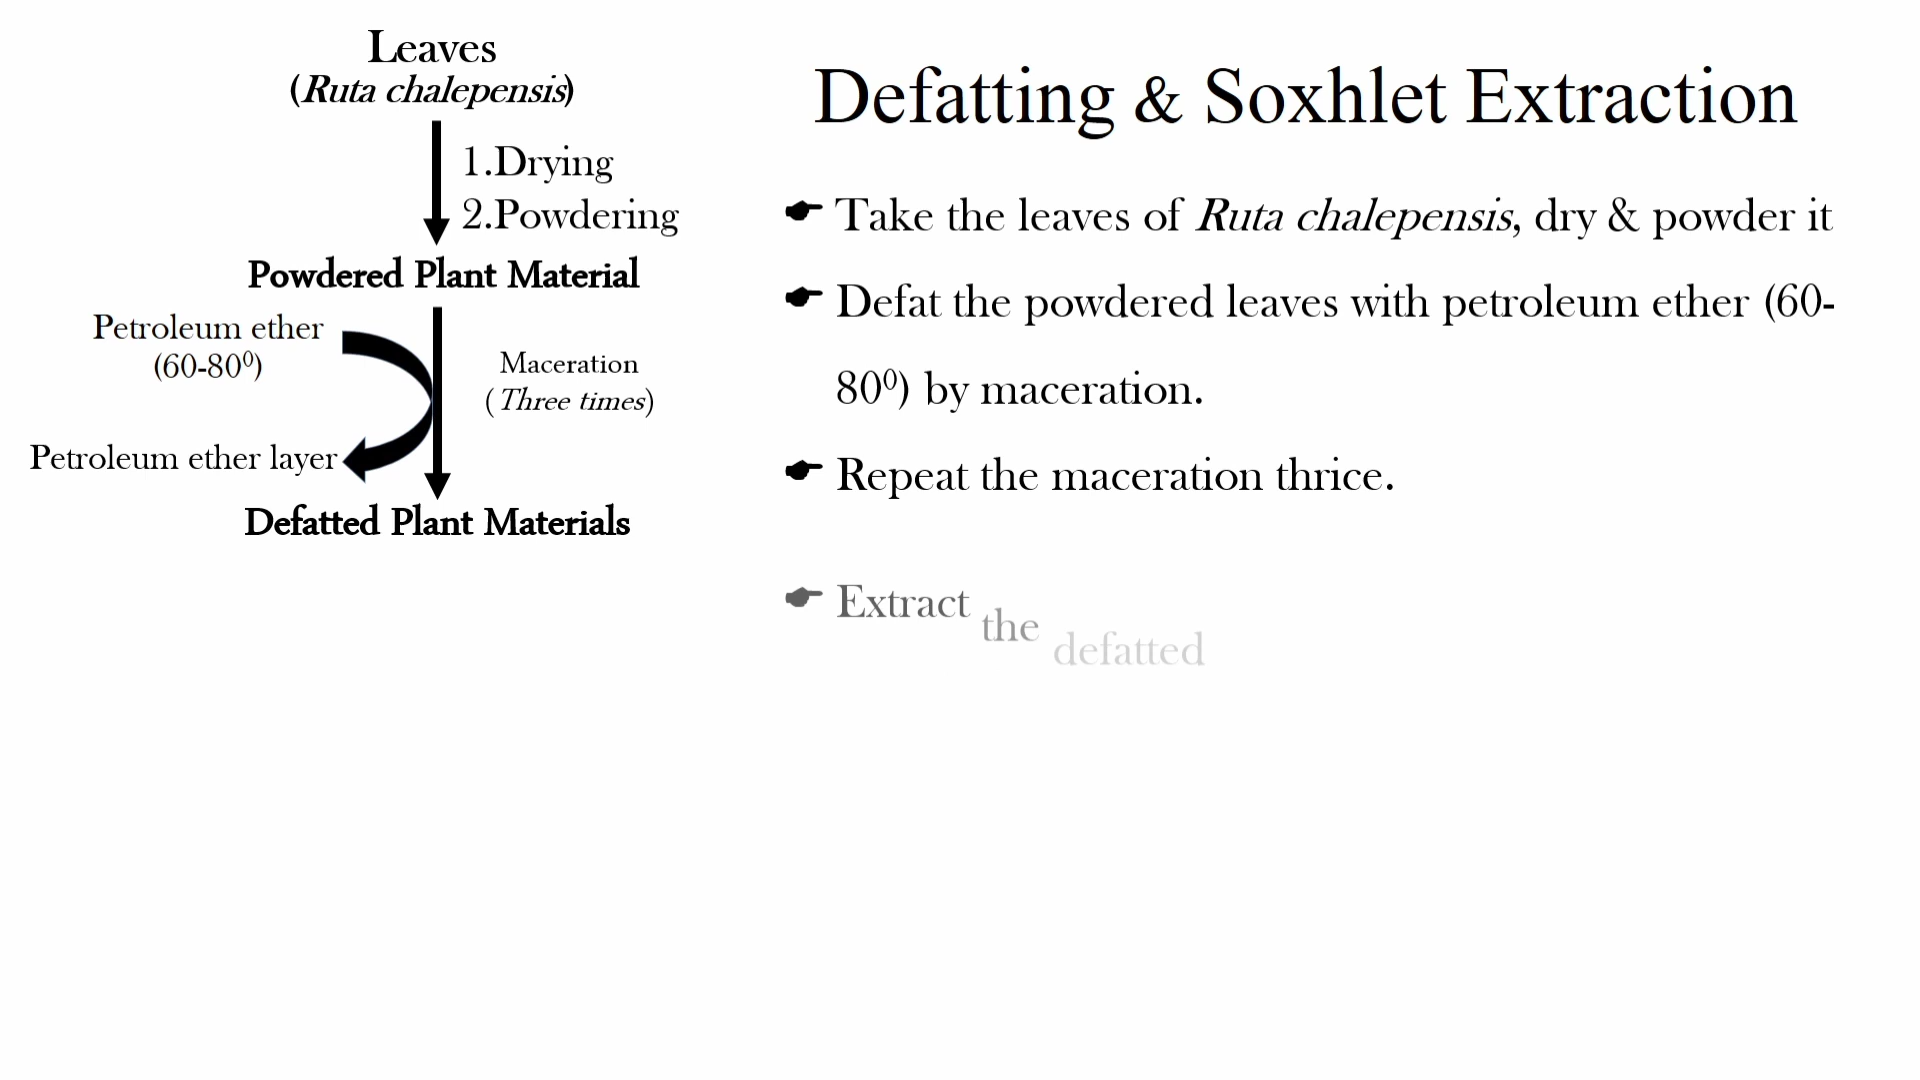 Leaves
(Ruta chalepensis)
1.Drying
2.Powdering
Powdered Plant Material
Petroleum ether
(60-80⁰)
Maceration
(Three times)
Petroleum ether layer
Defatted Plant Materials
Defatting & Soxhlet Extraction
Take the leaves of Ruta chalepensis, dry & powder it
Defat the powdered leaves with petroleum ether (60-
80⁰) by maceration.
Repeat the maceration thrice.
Extract the defatted